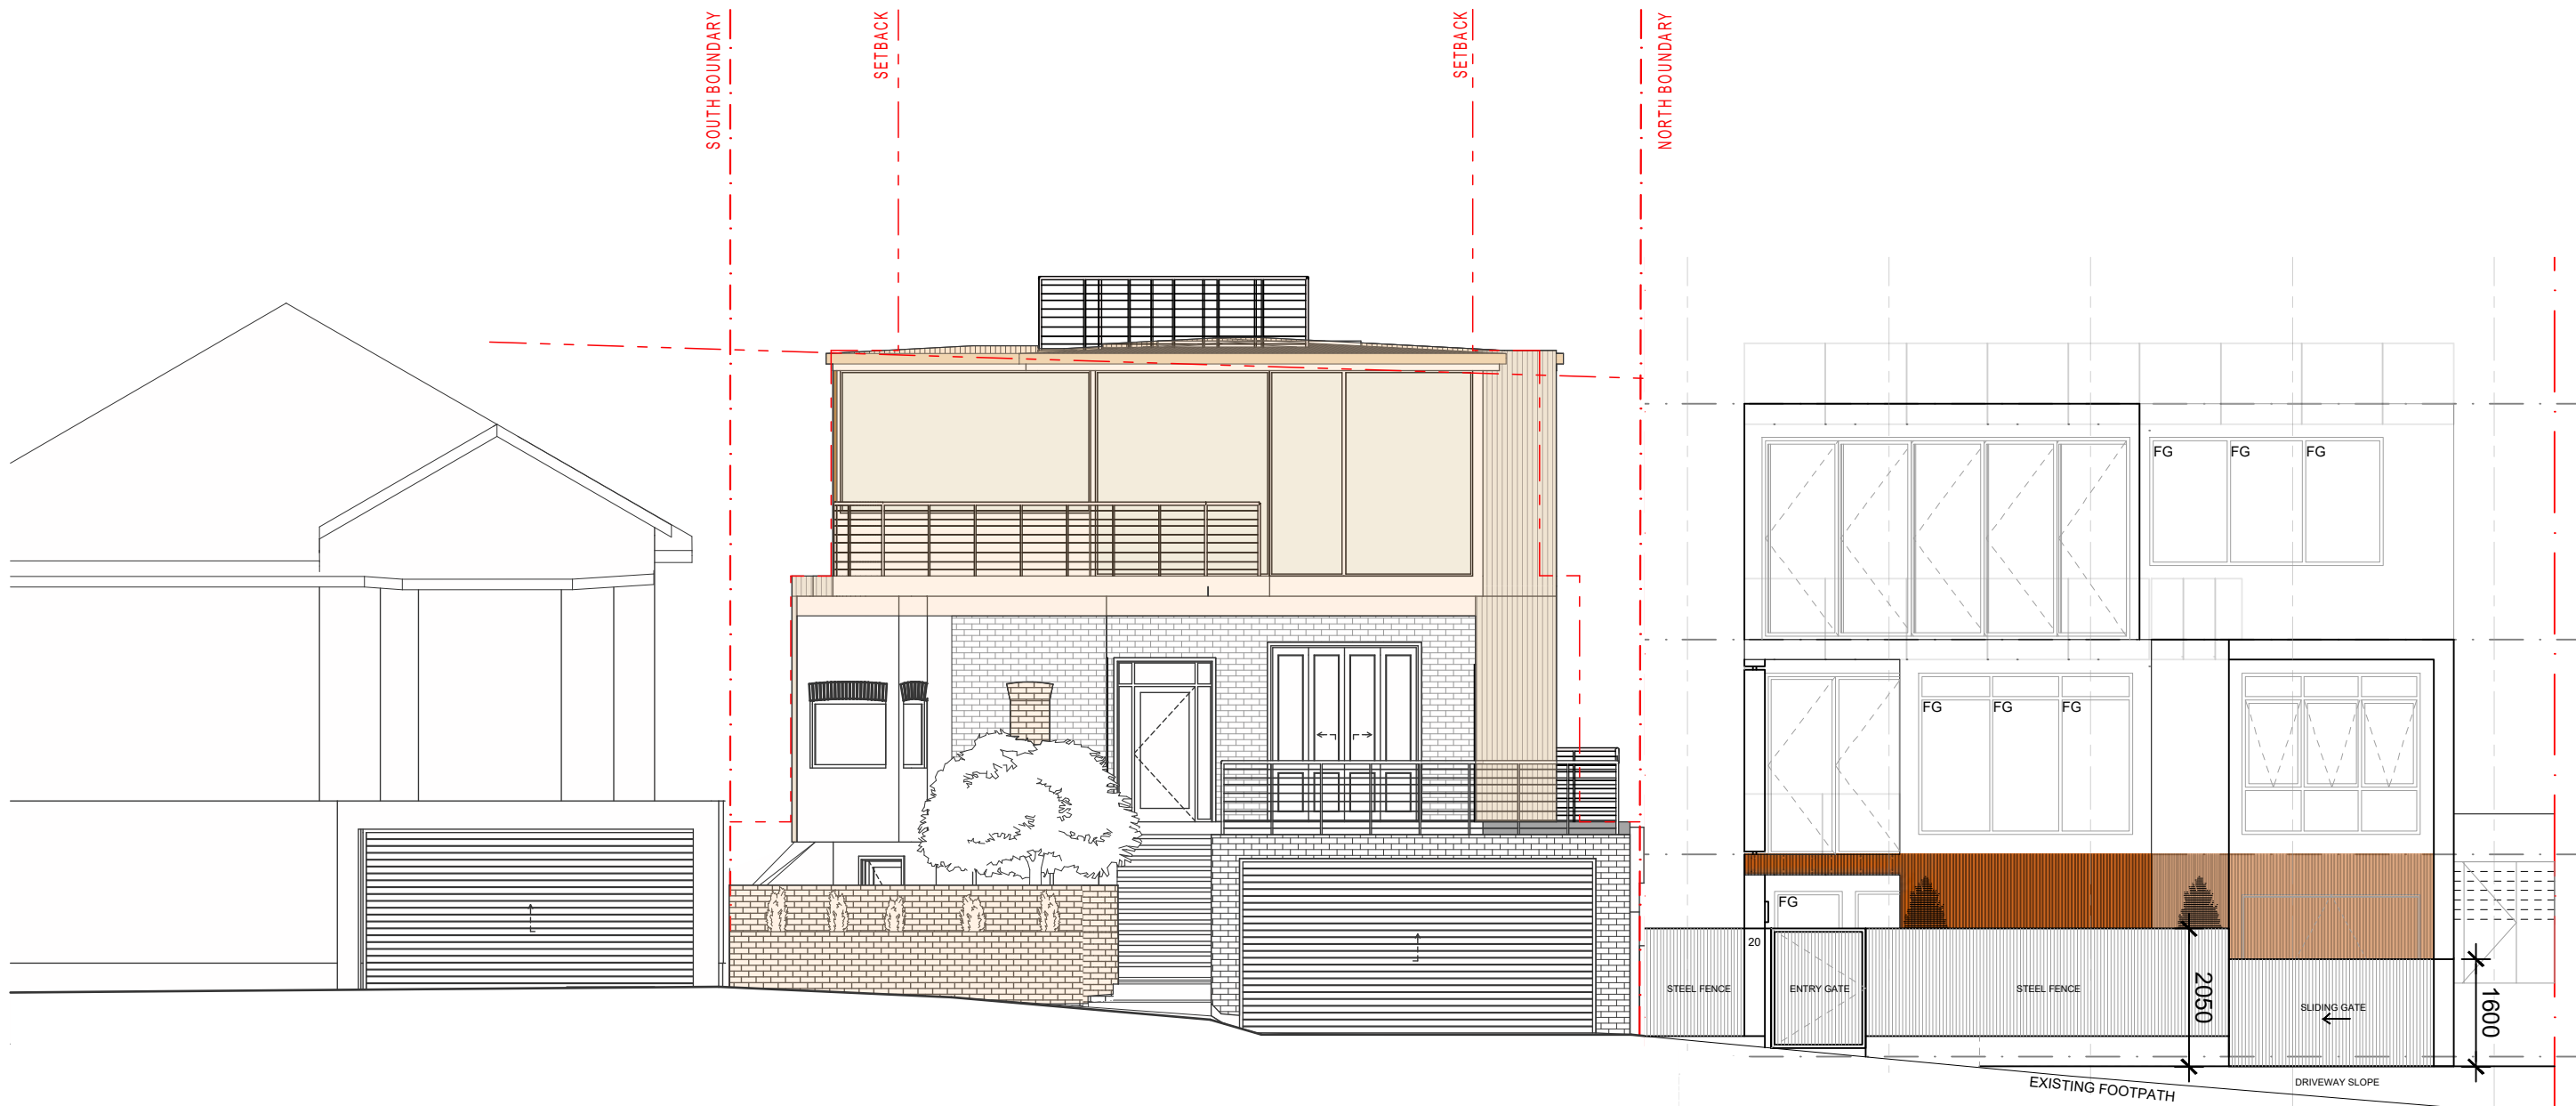 SOUTH BOUNDARY
SETBACK
SETBACK
NORTH BOUNDARY
FG
FG
FG
FG
FG
FG
FG
20
STEEL FENCE
ENTRY GATE
STEEL FENCE
2050
SLIDING GATE
1600
EXISTING FOOTPATH
DRIVEWAY SLOPE